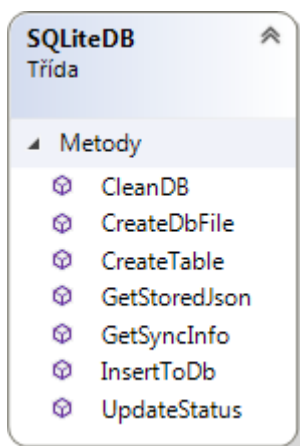 SQLiteDB
Třída
Metody
CleanDB
CreateDbFile
CreateTable
GetStoredJson
GetSyncInfo
InsertToDb
UpdateStatus